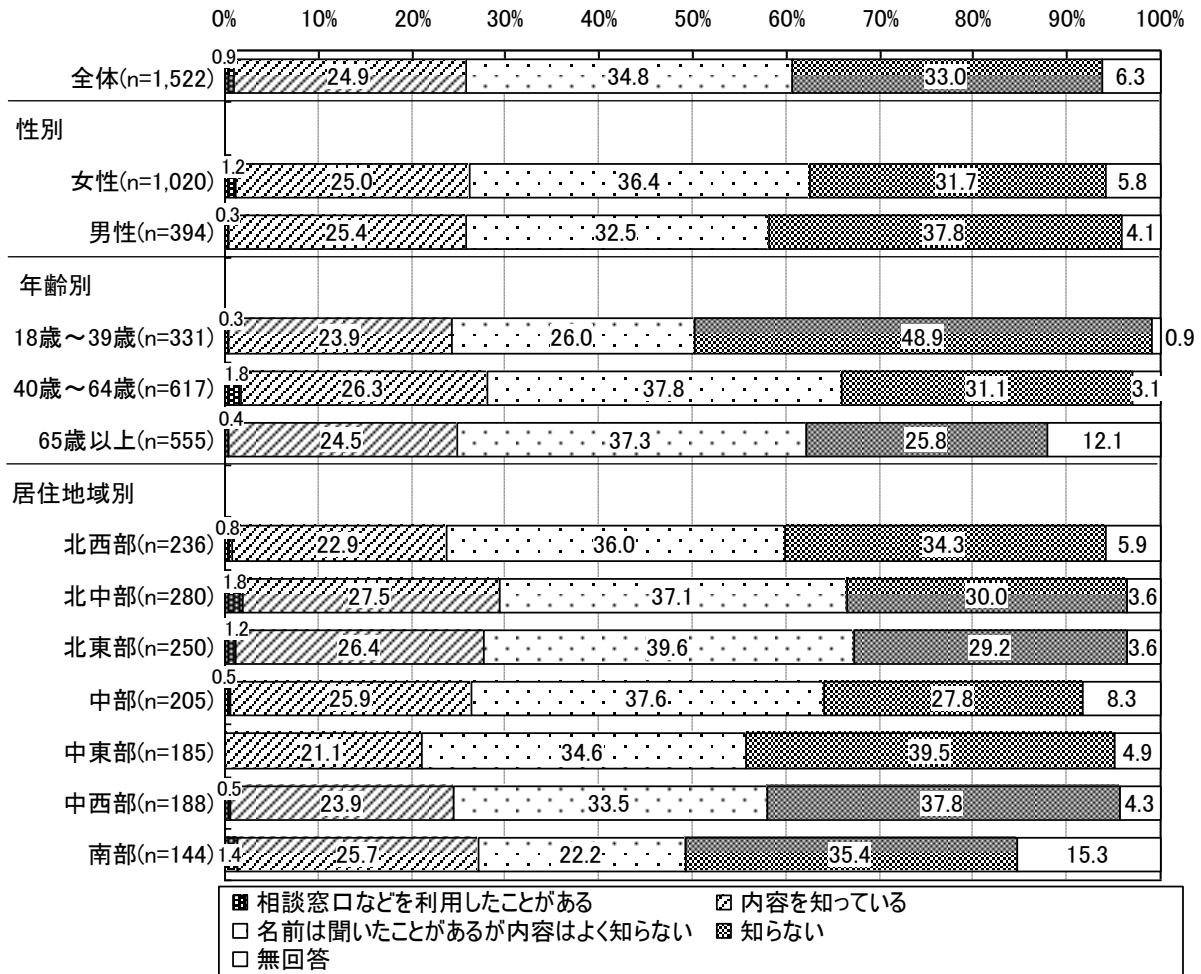 0% 10% 20% 30% 40% 50% 60% 70% 80% 90% 100%
全体(n=1,522) 0.9 24.9 34.8 33.0 6.3
性別
女性(n=1,020) 1.2 25.0 36.4 31.7 5.8
男性(n=394) 0.3 25.4 32.5 37.8 4.1
年齢別
18歳～39歳(n=331) 0.3 23.9 26.0 48.9 0.9
40歳～64歳(n=617) 1.8 26.3 37.8 31.1 3.1
65歳以上(n=555) 0.4 24.5 37.3 25.8 12.1
居住地域別
北西部(n=236) 0.8 22.9 36.0 34.3 5.9
北中部(n=280) 1.8 27.5 37.1 30.0 3.6
北東部(n=250) 1.2 26.4 39.6 29.2 3.6
中部(n=205) 0.5 25.9 37.6 27.8 8.3
中東部(n=185) 21.1 34.6 39.5 4.9
中西部(n=188) 0.5 23.9 33.5 37.8 4.3
南部(n=144) 1.4 25.7 22.2 35.4 15.3
相談窓口などを利用したことがある 内容を知っている
名前は聞いたことがあるが内容はよく知らない 知らない
無回答